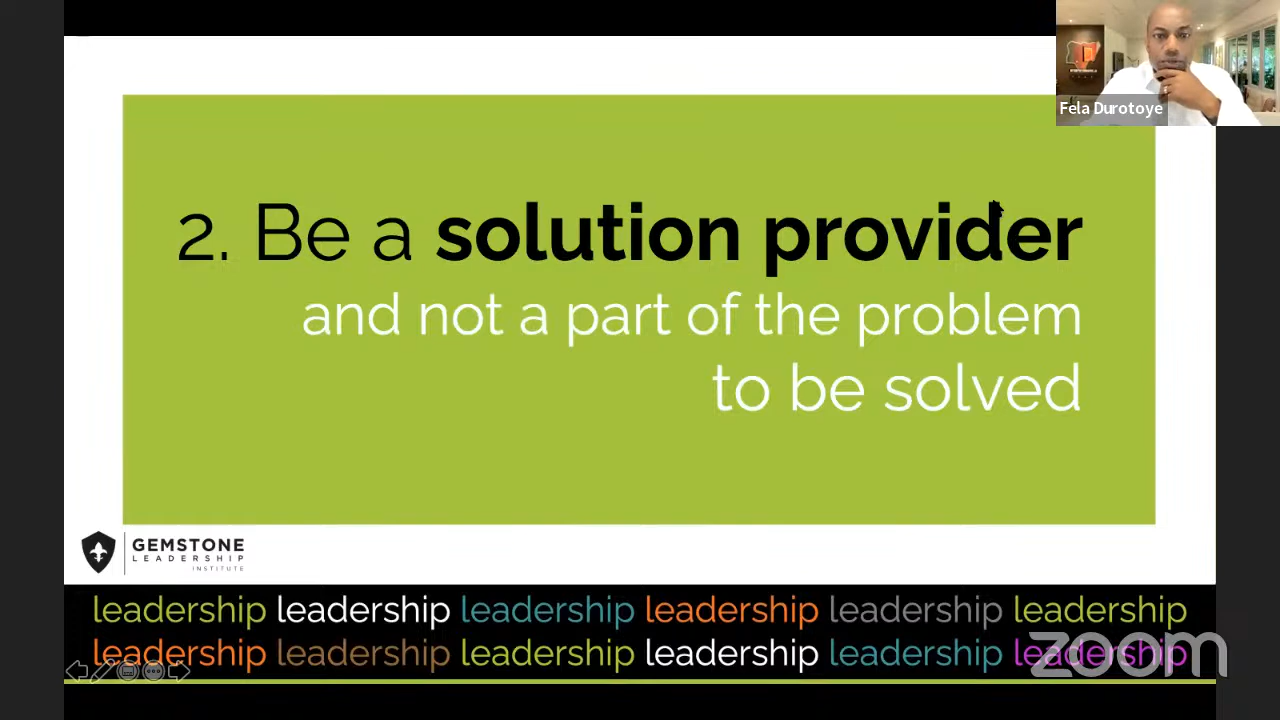 Fela Durotoye
2. Be a solution provider
and not a part of the problem
to be solved
GEMSTONE
LEADERSHIP
INSTITUTE
leadership leadership leadership leadership leadership leadership
leadership leadership leadership leadership leadership leadership
zoom